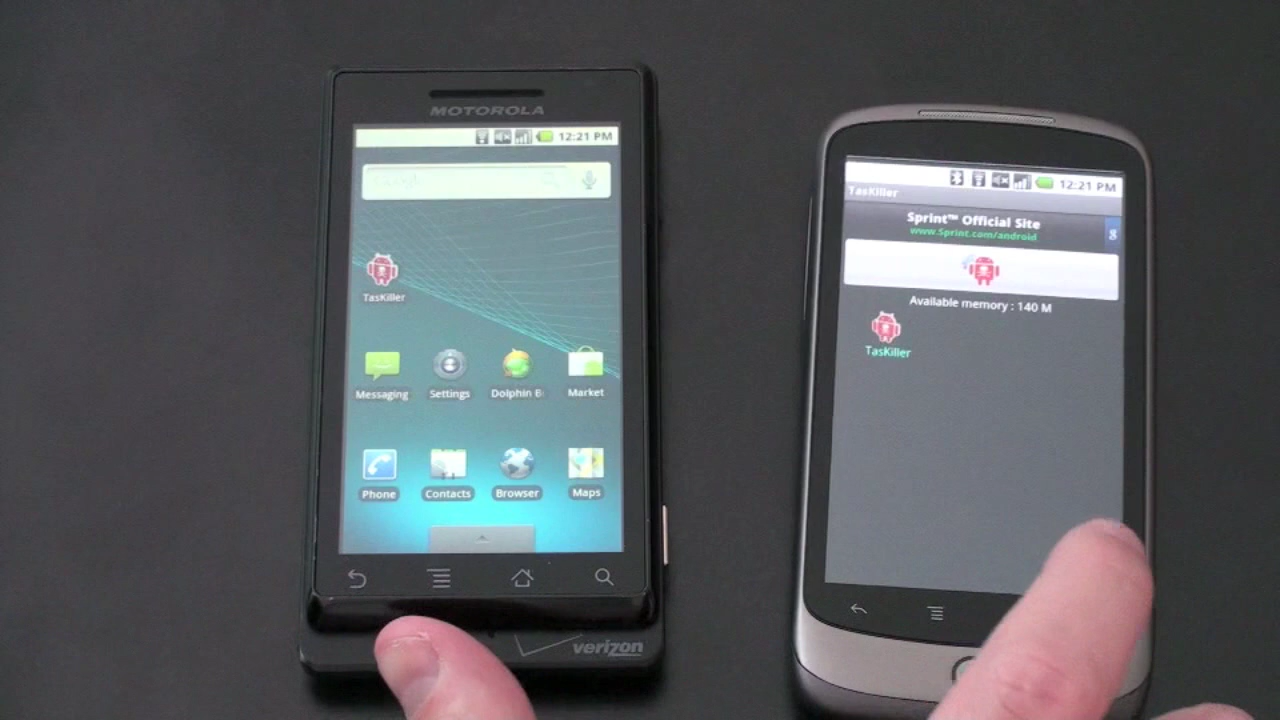 MOTOROLA
12:21 PM
TasKiller
Messaging
Settings
Dolphin B
Market
Phone
Contacts
Browser
Maps
verizon
12:21 PM
TasKiller
Sprint™ Official Site
www.Sprint.com/android
g
Available memory : 140 M
TasKiller